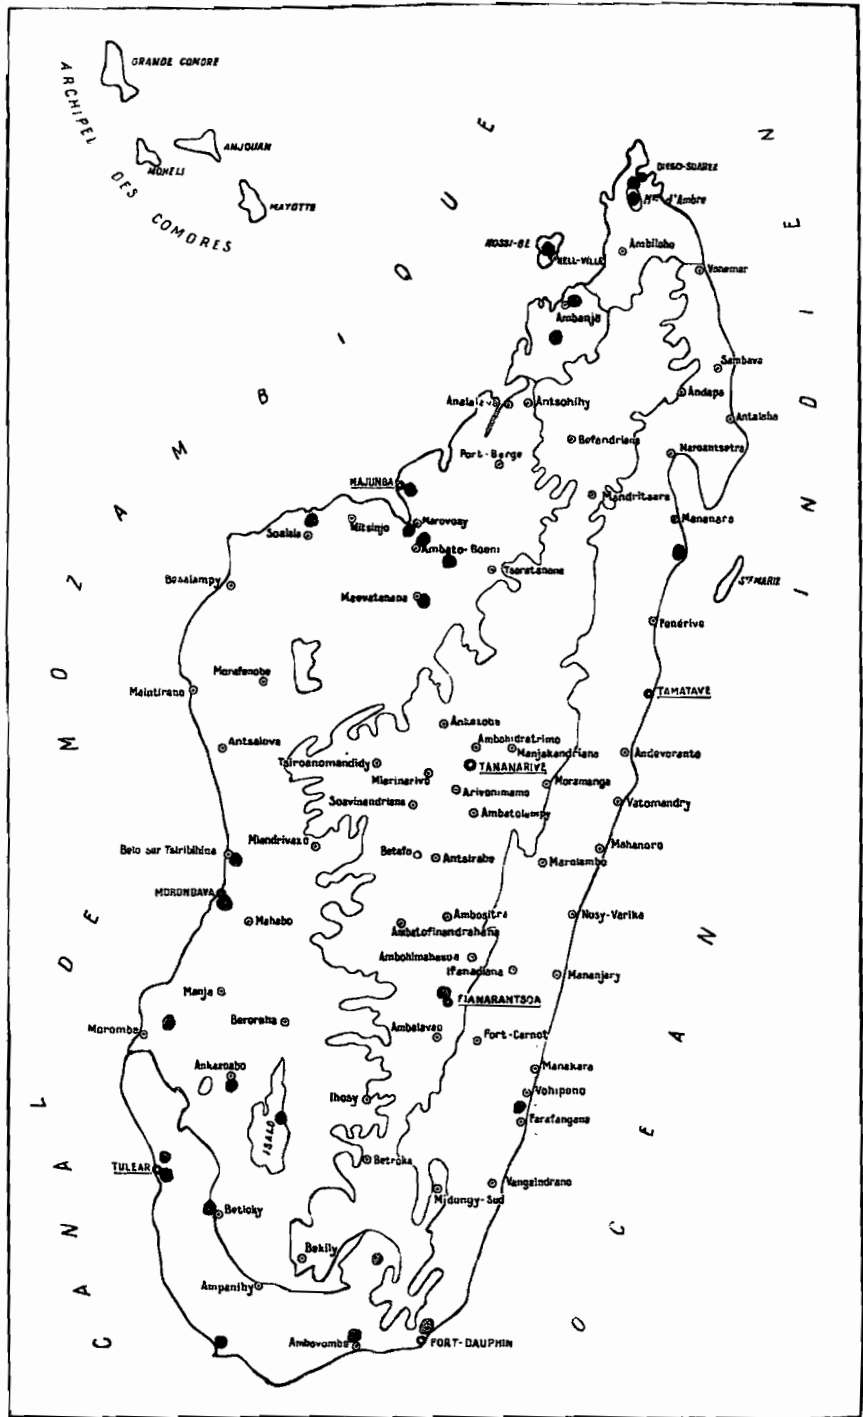 GRANDE COMORE
ARCHIPEL DES COMORES
ANJOUAN
MOHELI
MAYOTTE
CANAL DE MOZAMBIQUE
OCEAN INDIEN
DIEGO-SUAREZ
Mgne d'Ambre
NOSSI-BE
HELL-VILLE
Ambilobe
Vohemar
Ambanja
Sambava
Andapa
Analalava
Antsohihy
Antalaha
Befandriana
Maroantsetra
Port-Berge
MAJUNGA
Mandritsara
Mananara
Soalala
Mitsinjo
Marovoay
Ambato-Boeni
Tsaratanana
Besalampy
Maevatanana
Ste MARIE
Fenérive
Morafenobe
Maintirano
TAMATAVE
Ankazobe
Antsalova
Ambohidratrimo
Manjakandriana
Andevorante
Tsiroanomandidy
TANANARIVE
Miarinarivo
Moramanga
Arivonimamo
Soavinandriana
Vatomandry
Ambatolampy
Miandrivazo
Mahanoro
Belo sur Tsiribihina
Betafo
Antsirabe
Marolambo
MORONDAVA
Mahabo
Ambositra
Nosy-Varika
Ambatofinandrahana
Ambohimahasoa
Ifanadiana
Mananjary
Manja
FIANARANTSOA
Beroroha
Morombe
Ambalavao
Fort-Carnot
Ankazoabo
Manakara
Vohipeno
Ihosy
Farafangana
ISALO
TULEAR
Betroka
Vangaindrano
Midongy-Sud
Betioky
Bekily
Ampanihy
Ambovombe
FORT-DAUPHIN